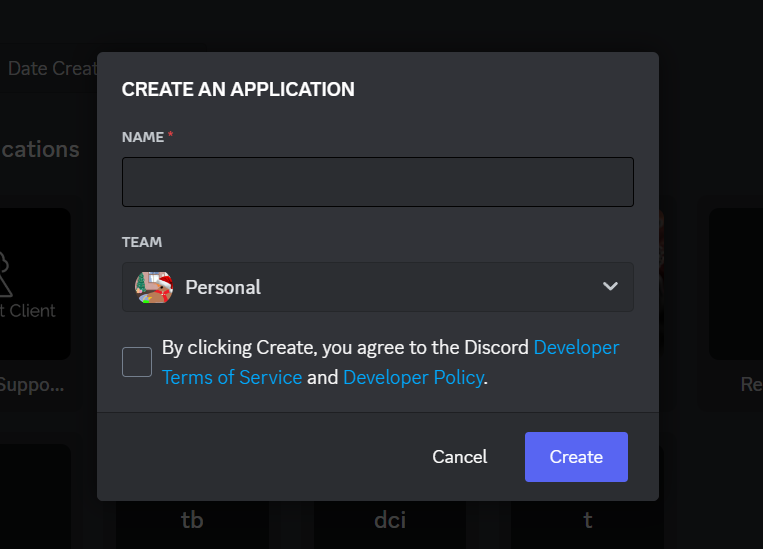 Date Creat
CREATE AN APPLICATION
NAME *
cations
TEAM
Personal
t Client
By clicking Create, you agree to the Discord Developer
Terms of Service and Developer Policy.
Suppo...
Re
Cancel
Create
tb
dci
t